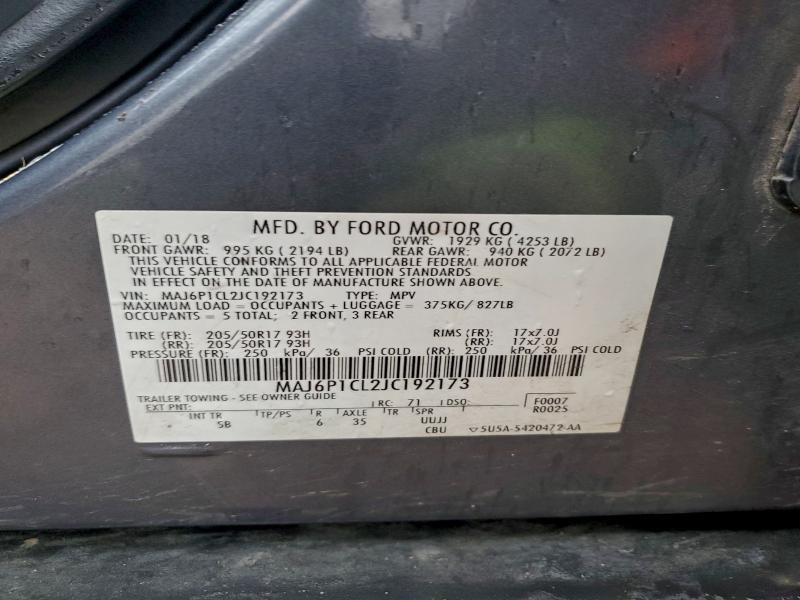 MFD. BY FORD MOTOR CO.
DATE: 01/18 GVWR: 1929 KG ( 4253 LB)
FRONT GAWR: 995 KG ( 2194 LB) REAR GAWR: 940 KG ( 2072 LB)
THIS VEHICLE CONFORMS TO ALL APPLICABLE FEDERAL MOTOR
VEHICLE SAFETY AND THEFT PREVENTION STANDARDS
IN EFFECT ON THE DATE OF MANUFACTURE SHOWN ABOVE.
VIN: MAJ6P1CL2JC192173 TYPE: MPV
MAXIMUM LOAD = OCCUPANTS + LUGGAGE = 375KG/ 827LB
OCCUPANTS = 5 TOTAL; 2 FRONT, 3 REAR
TIRE (FR): 205/50R17 93H RIMS (FR): 17x7.0J
(RR): 205/50R17 93H (RR): 17x7.0J
PRESSURE (FR): 250 kPa/ 36 PSI COLD (RR): 250 kPa/36 PSI COLD
MAJ6P1CL2JC192173
TRAILER TOWING - SEE OWNER GUIDE
EXT PNT: RC: 71 DSO: F0007
R0025
INT TR TP/PS R AXLE TR SPR
5B 6 35 UUJJ
CBU 5U5A-5420472-AA